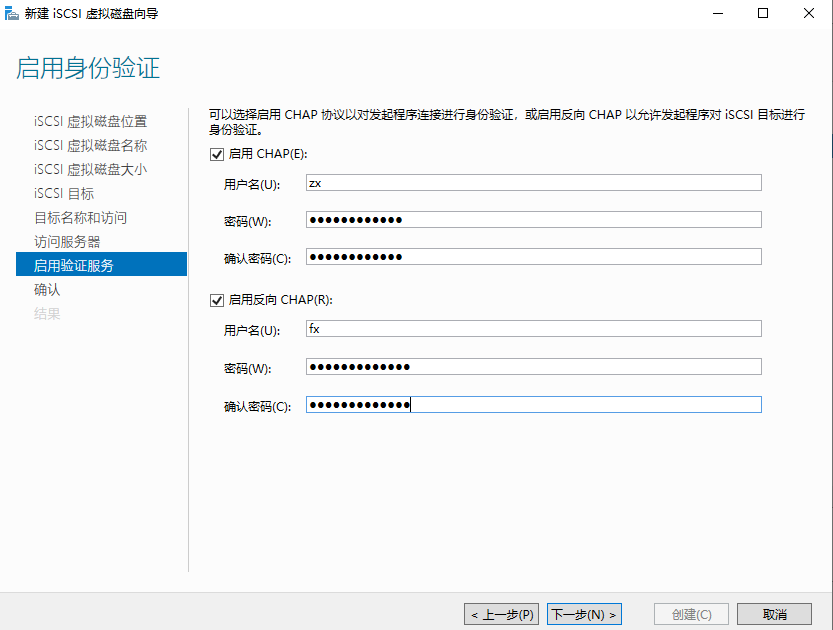 新建 iSCSI 虚拟磁盘向导
启用身份验证
iSCSI 虚拟磁盘位置
iSCSI 虚拟磁盘名称
iSCSI 虚拟磁盘大小
iSCSI 目标
目标名称和访问
访问服务器
启用验证服务
确认
结果
可以选择启用 CHAP 协议以对发起程序连接进行身份验证，或启用反向 CHAP 以允许发起程序对 iSCSI 目标进行
身份验证。
启用 CHAP(E):
用户名(U): zx
密码(W): ●●●●●●●●●●●●
确认密码(C): ●●●●●●●●●●●●
启用反向 CHAP(R):
用户名(U): fx
密码(W): ●●●●●●●●●●●●●
确认密码(C): ●●●●●●●●●●●●●
< 上一步(P) 下一步(N) > 创建(C) 取消